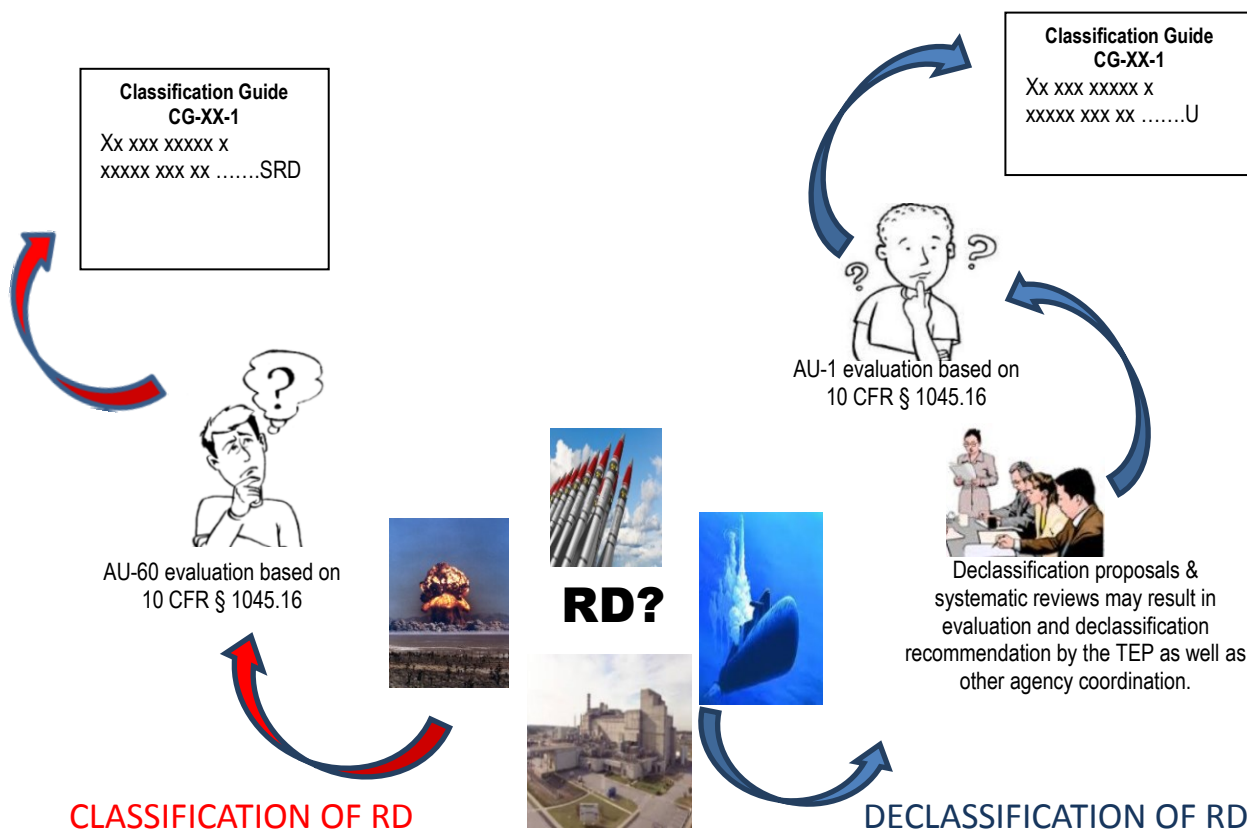 Classification Guide
CG-XX-1
Xx xxx xxxxx x
xxxxx xxx xx …….SRD
AU-60 evaluation based on
10 CFR § 1045.16
CLASSIFICATION OF RD
RD?
Classification Guide
CG-XX-1
Xx xxx xxxxx x
xxxxx xxx xx …….U
AU-1 evaluation based on
10 CFR § 1045.16
Declassification proposals &
systematic reviews may result in
evaluation and declassification
recommendation by the TEP as well as
other agency coordination.
DECLASSIFICATION OF RD